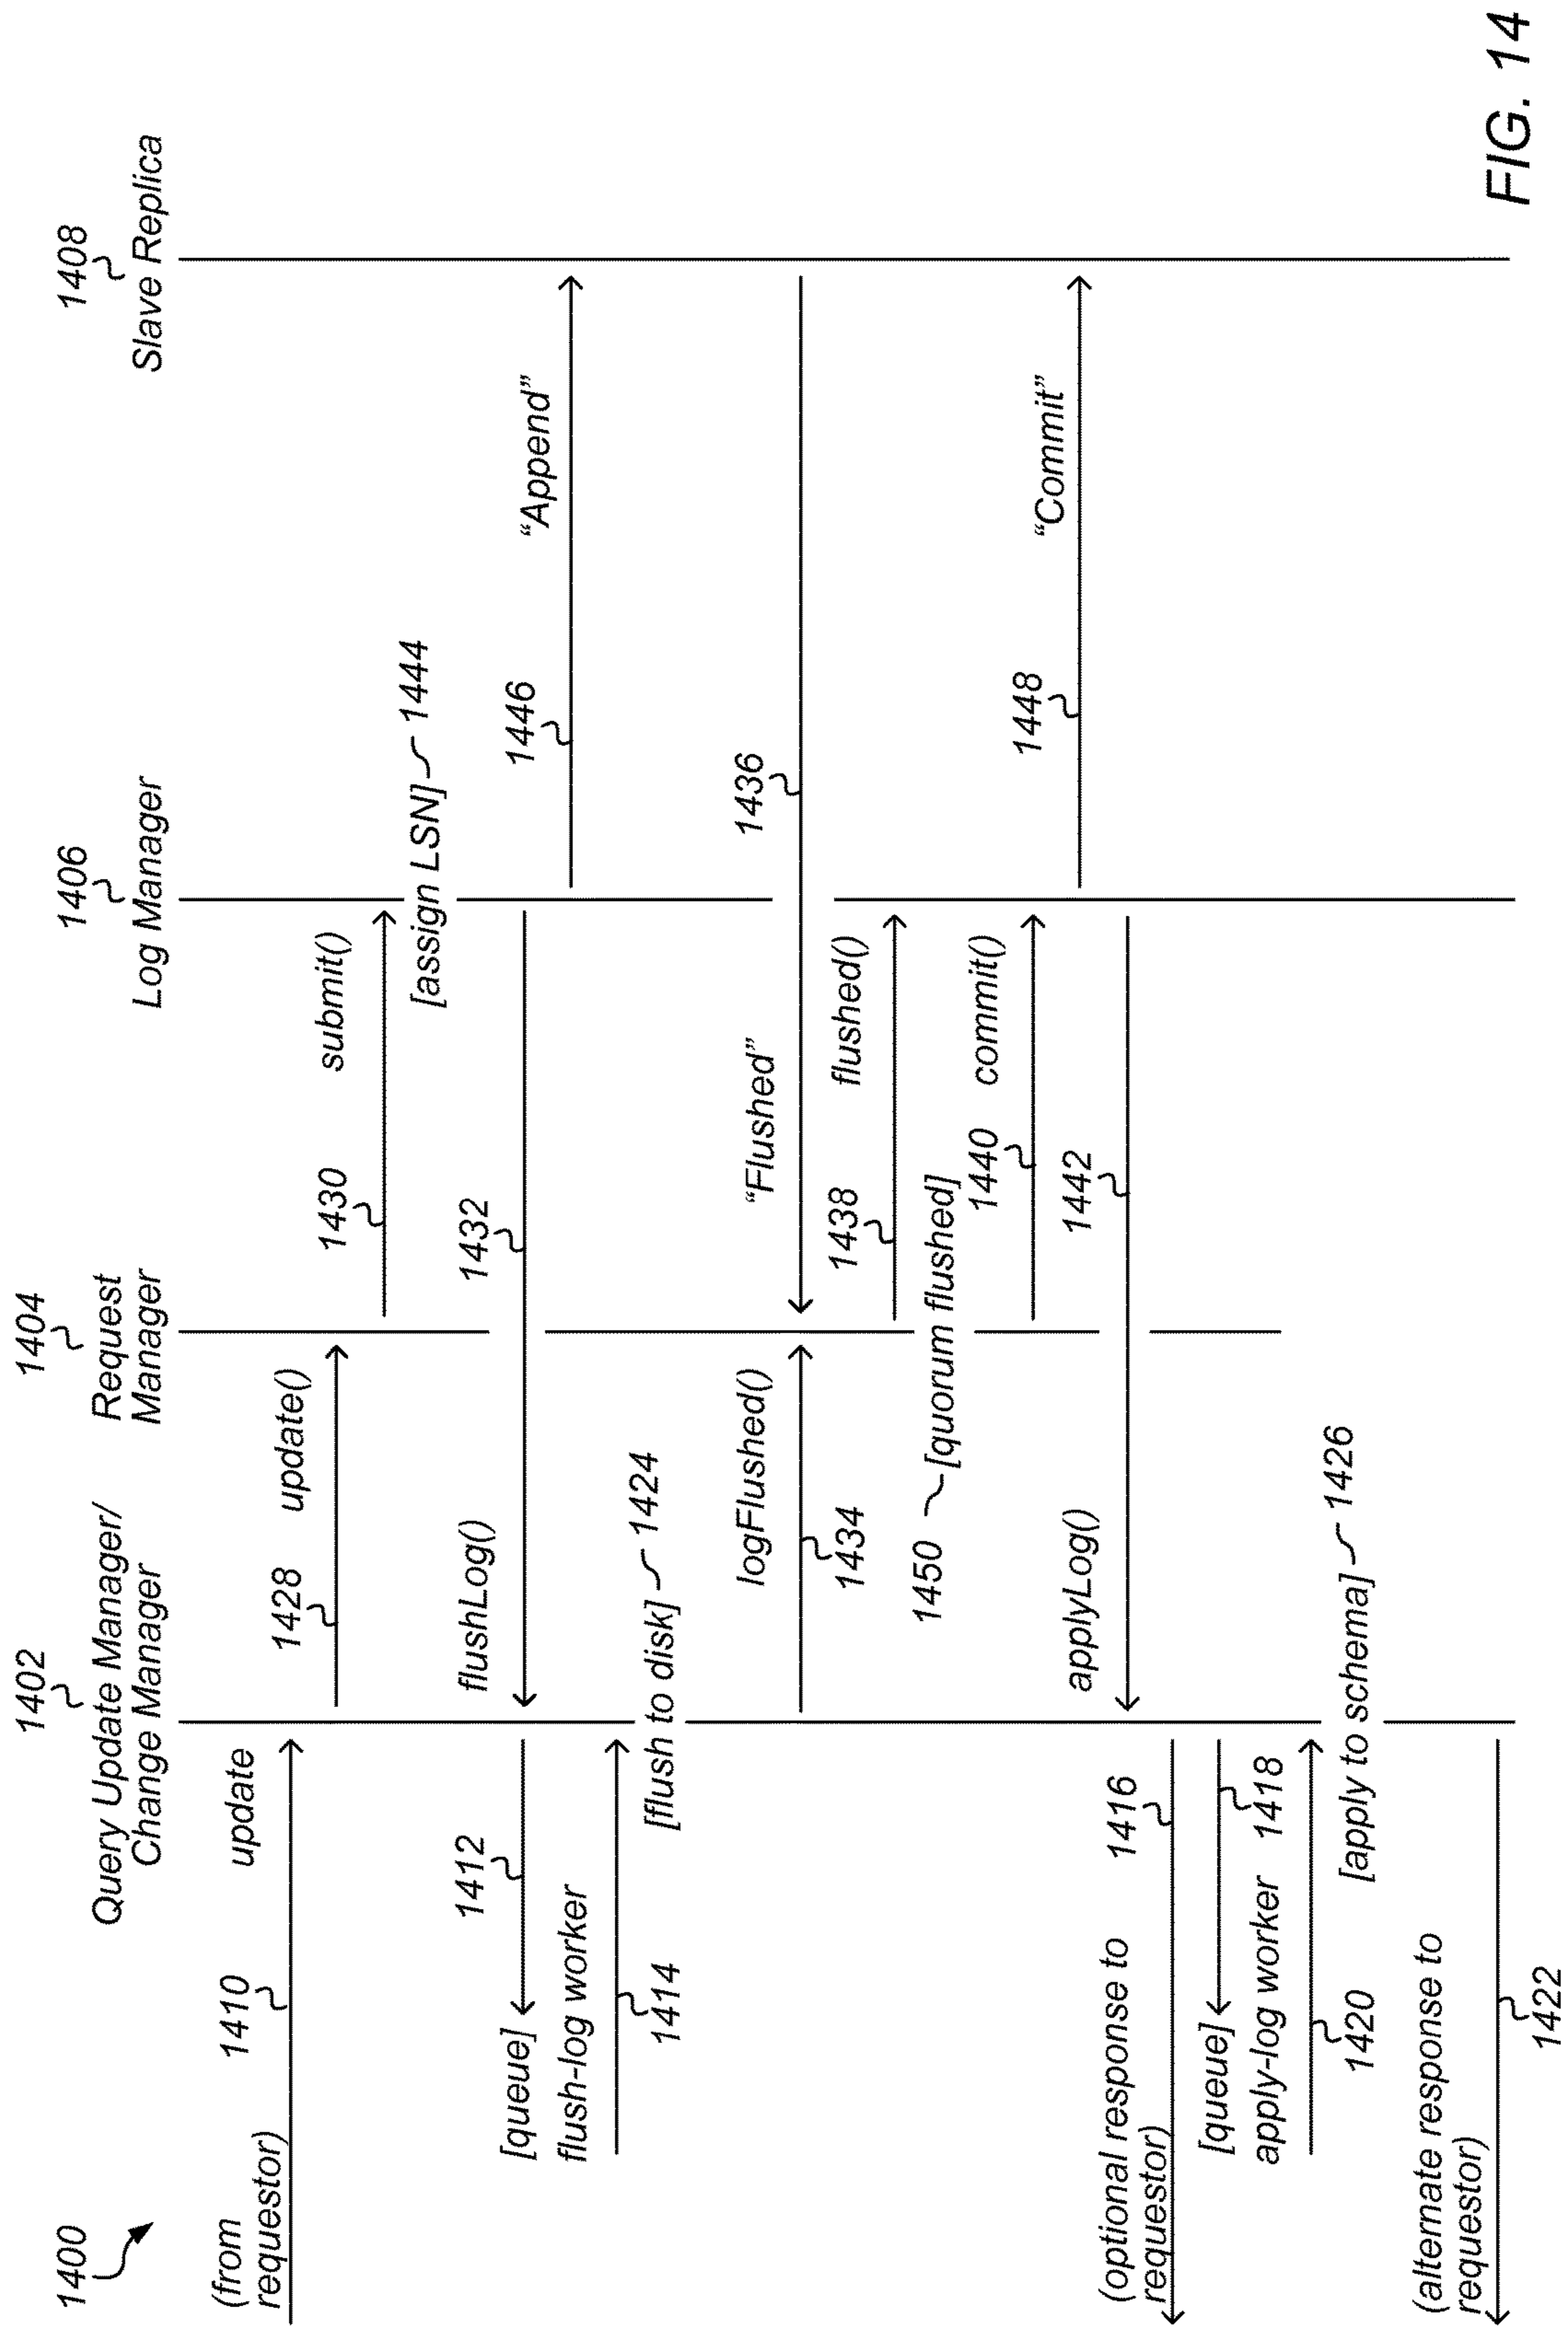 1400
1402
Query Update Manager/
Change Manager
1404
Request
Manager
1406
Log Manager
1408
Slave Replica
(from
requestor)
1410
update
1428
update()
1430
submit()
[assign LSN]
1444
flushLog()
1432
1412
[queue]
1446
"Append"
flush-log worker
1414
[flush to disk]
1424
logFlushed()
1434
"Flushed"
1436
1438
flushed()
1450
[quorum flushed]
1440
commit()
1448
"Commit"
applyLog()
1442
(optional response to
requestor)
1416
[queue]
1418
apply-log worker
1420
[apply to schema]
1426
(alternate response to
requestor)
1422
FIG. 14